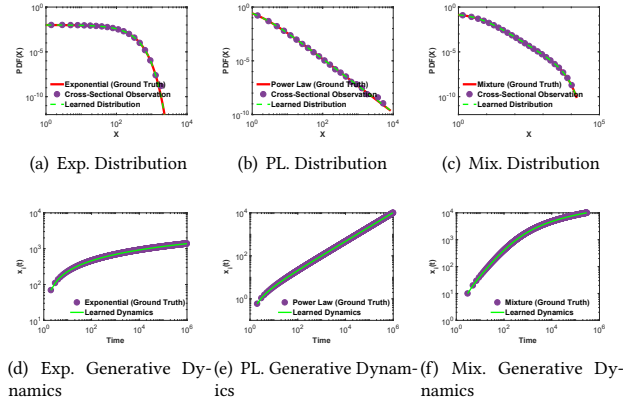 10^0
10^-5
10^-10
PDF(X)
Exponential (Ground Truth)
Cross-Sectional Observation
Learned Distribution
10^0 10^2 10^4
X
(a) Exp. Distribution
10^0
10^-5
10^-10
PDF(X)
Power Law (Ground Truth)
Cross-Sectional Observation
Learned Distribution
10^0 10^2 10^4
X
(b) PL. Distribution
10^0
10^-5
10^-10
PDF(X)
Mixture (Ground Truth)
Cross-Sectional Observation
Learned Distribution
10^0 10^5
X
(c) Mix. Distribution
10^4
10^3
10^2
10^1
x_i(t)
Exponential (Ground Truth)
Learned Dynamics
10^0 10^2 10^4 10^6
Time
(d) Exp. Generative Dy-
namics
10^4
10^2
10^0
x_i(t)
Power Law (Ground Truth)
Learned Dynamics
10^0 10^2 10^4 10^6
Time
(e) PL. Generative Dynam-
ics
10^4
10^3
10^2
10^1
10^0
x_i(t)
Mixture (Ground Truth)
Learned Dynamics
10^0 10^2 10^4 10^6
Time
(f) Mix. Generative Dy-
namics